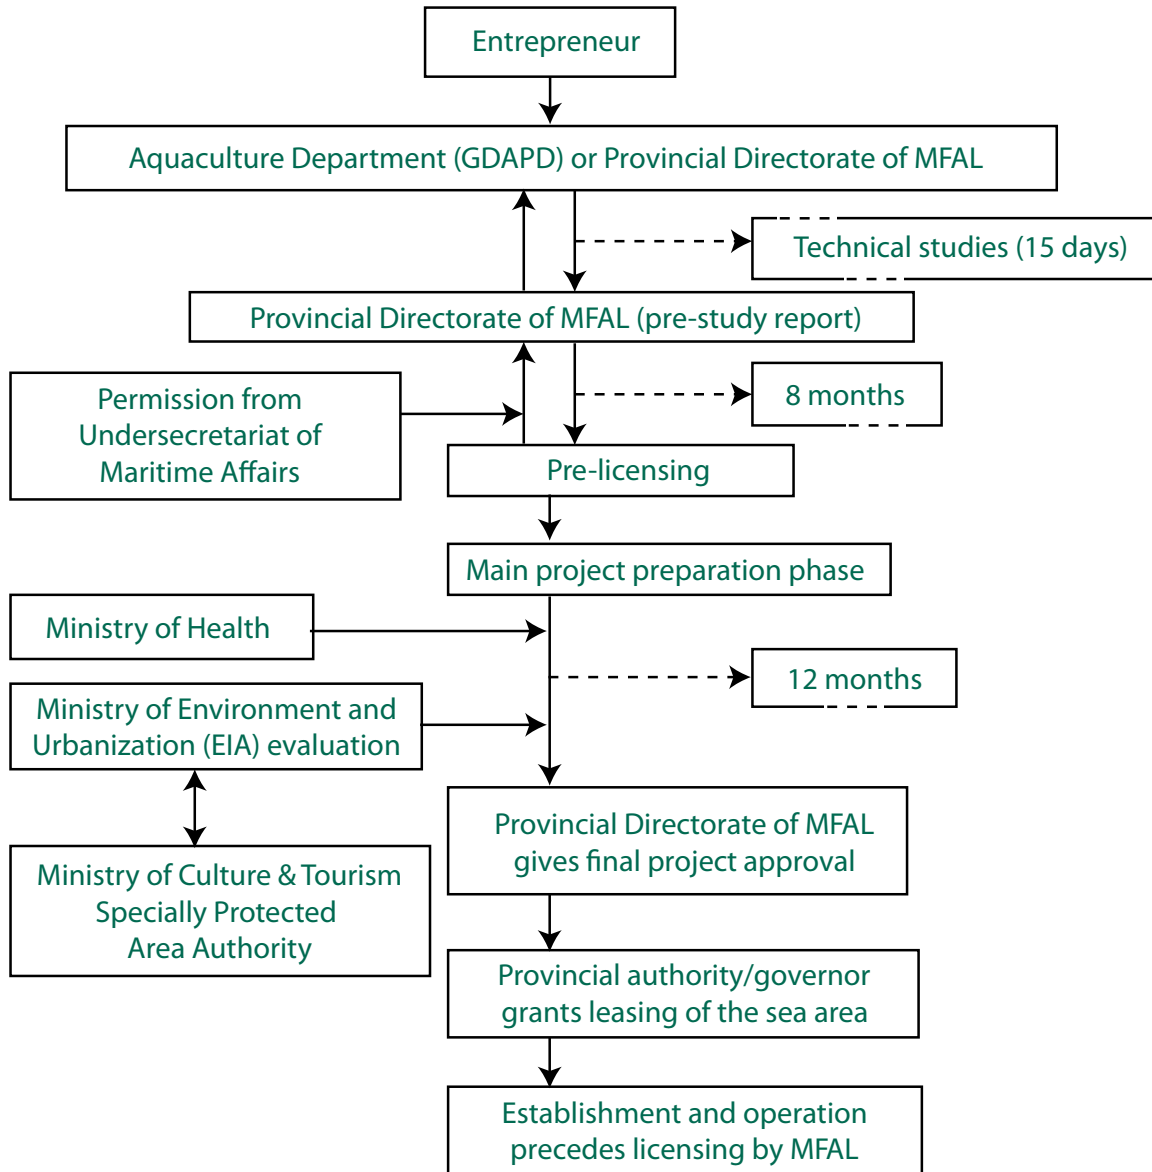 Entrepreneur
Aquaculture Department (GDAPD) or Provincial Directorate of MFAL
Technical studies (15 days)
Provincial Directorate of MFAL (pre-study report)
Permission from
Undersecretariat of
Maritime Affairs
8 months
Pre-licensing
Main project preparation phase
Ministry of Health
12 months
Ministry of Environment and
Urbanization (EIA) evaluation
Provincial Directorate of MFAL
gives final project approval
Ministry of Culture & Tourism
Specially Protected
Area Authority
Provincial authority/governor
grants leasing of the sea area
Establishment and operation
precedes licensing by MFAL